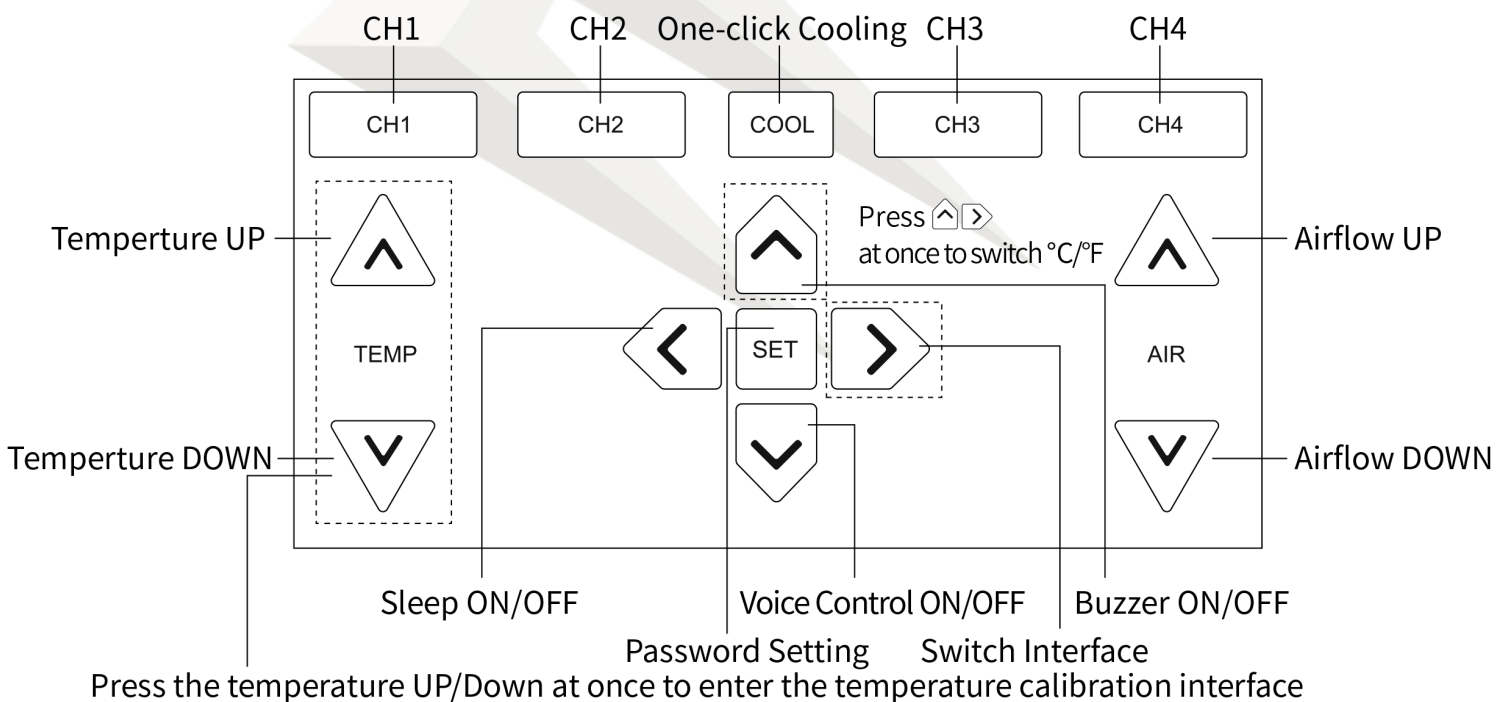 CH1 CH2 One-click Cooling CH3 CH4
CH1 CH2 COOL CH3 CH4
Press
at once to switch °C/°F
Temperture UP
Airflow UP
TEMP
SET
AIR
Temperture DOWN
Airflow DOWN
Sleep ON/OFF
Voice Control ON/OFF
Buzzer ON/OFF
Password Setting
Switch Interface
Press the temperature UP/Down at once to enter the temperature calibration interface